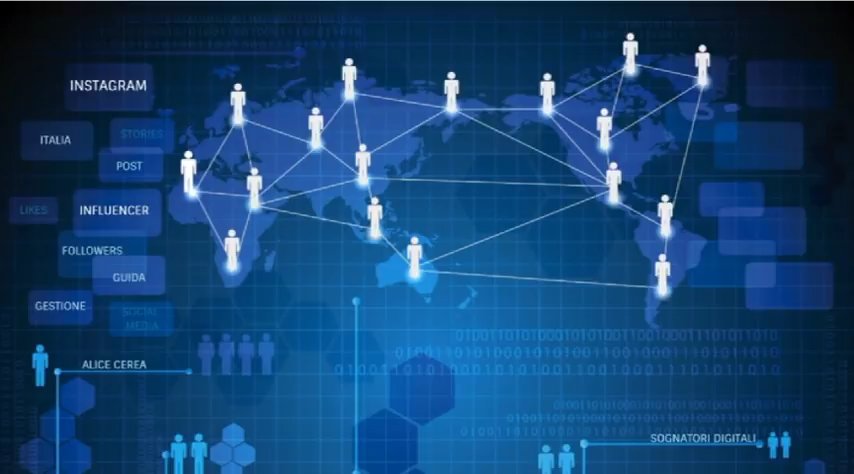 INSTAGRAM
ITALIA
STORIES
POST
LIKES
INFLUENCER
FOLLOWERS
GUIDA
GESTIONE
SOCIAL
MEDIA
ALICE CEREA
SOGNATORI DIGITALI